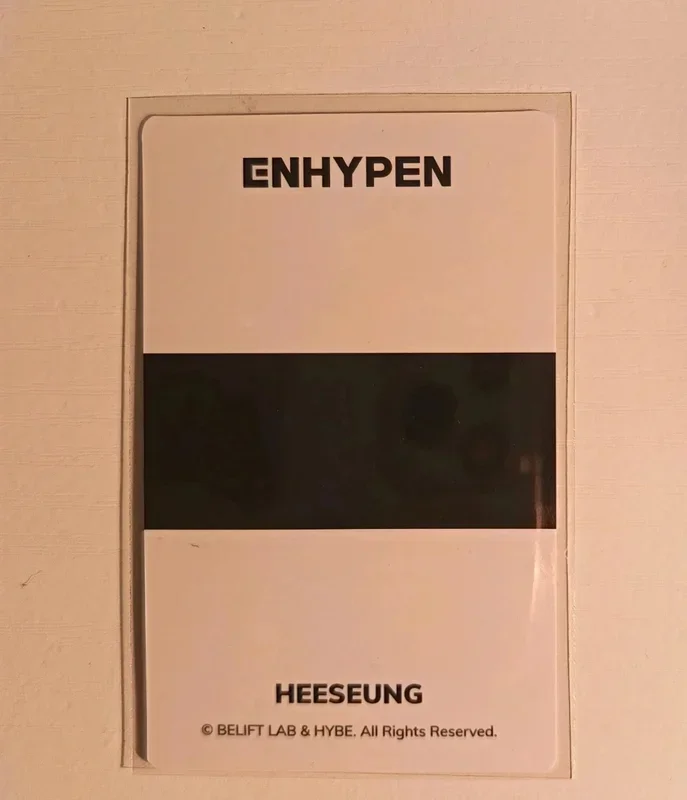 ENHYPEN
HEESEUNG
© BELIFT LAB & HYBE. All Rights Reserved.